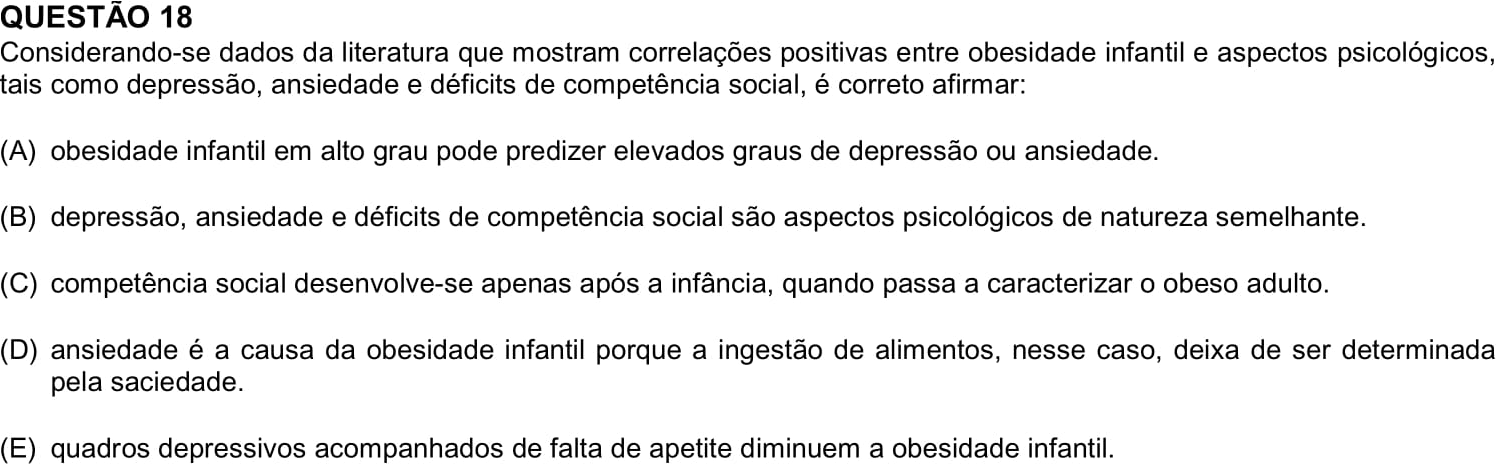 QUESTÃO 18
Considerando-se dados da literatura que mostram correlações positivas entre obesidade infantil e aspectos psicológicos,
tais como depressão, ansiedade e déficits de competência social, é correto afirmar:
(A) obesidade infantil em alto grau pode predizer elevados graus de depressão ou ansiedade.
(B) depressão, ansiedade e déficits de competência social são aspectos psicológicos de natureza semelhante.
(C) competência social desenvolve-se apenas após a infância, quando passa a caracterizar o obeso adulto.
(D) ansiedade é a causa da obesidade infantil porque a ingestão de alimentos, nesse caso, deixa de ser determinada
pela saciedade.
(E) quadros depressivos acompanhados de falta de apetite diminuem a obesidade infantil.